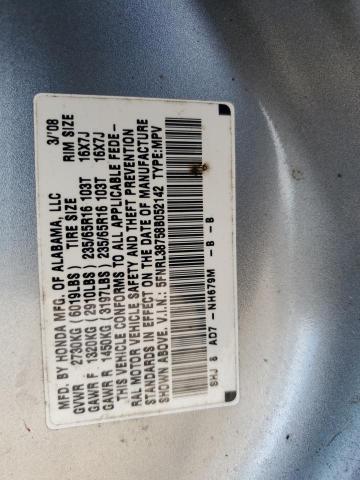 MFD. BY HONDA MFG. OF ALABAMA, LLC 3/08
GVWR 2730KG (6019LBS) TIRE SIZE RIM SIZE
GAWR F 1320KG (2910LBS) 235/65R16 103T 16X7J
GAWR R 1450KG (3197LBS) 235/65R16 103T 16X7J
THIS VEHICLE CONFORMS TO ALL APPLICABLE FEDE-
RAL MOTOR VEHICLE SAFETY AND THEFT PREVENTION
STANDARDS IN EFFECT ON THE DATE OF MANUFACTURE
SHOWN ABOVE. V.I.N.: 5FNRL38758B052142 TYPE:MPV
SHJ 8 AD7 - NH679M - B - B